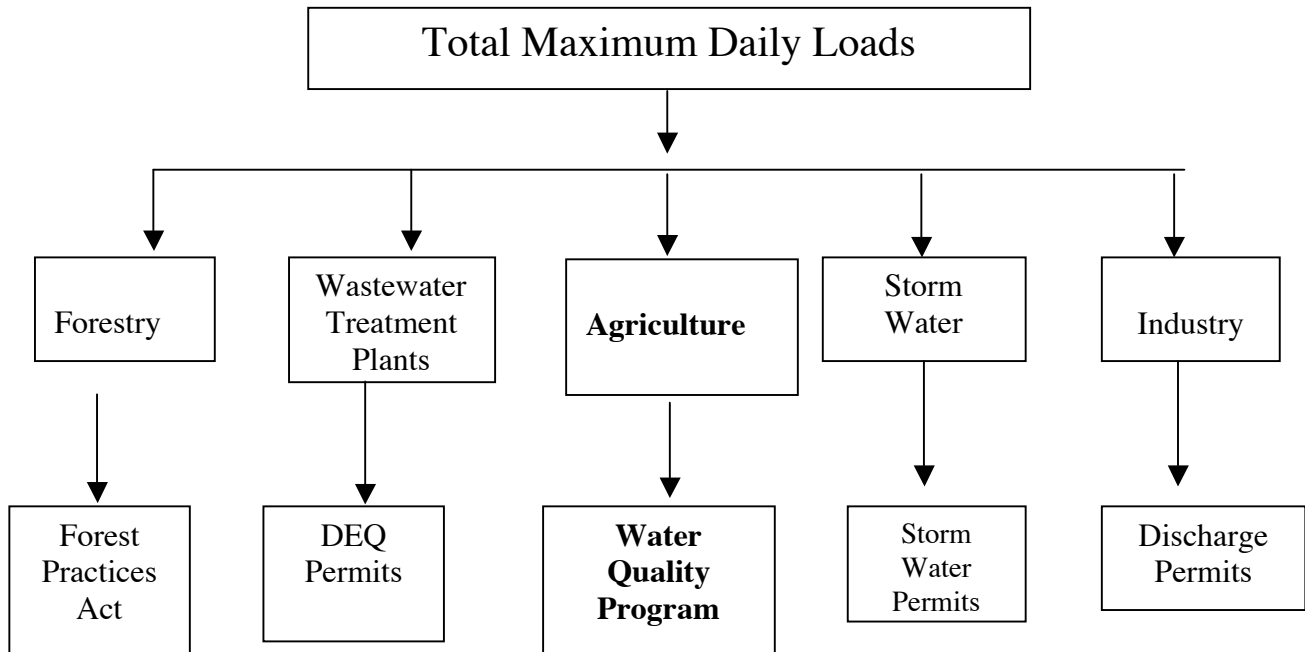 Total Maximum Daily Loads
Forestry
Wastewater
Treatment
Plants
Agriculture
Storm
Water
Industry
Forest
Practices
Act
DEQ
Permits
Water
Quality
Program
Storm
Water
Permits
Discharge
Permits